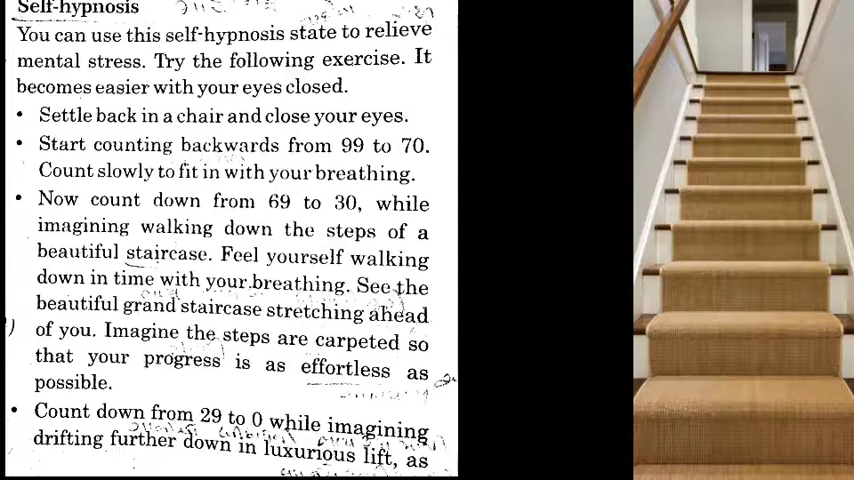 Self-hypnosis
You can use this self-hypnosis state to relieve
mental stress. Try the following exercise. It
becomes easier with your eyes closed.
• Settle back in a chair and close your eyes.
• Start counting backwards from 99 to 70.
Count slowly to fit in with your breathing.
• Now count down from 69 to 30, while
imagining walking down the steps of a
beautiful staircase. Feel yourself walking
down in time with your breathing. See the
beautiful grand staircase stretching ahead
of you. Imagine the steps are carpeted so
that your progress is as effortless as
possible.
• Count down from 29 to 0 while imagining
drifting further down in luxurious lift, as